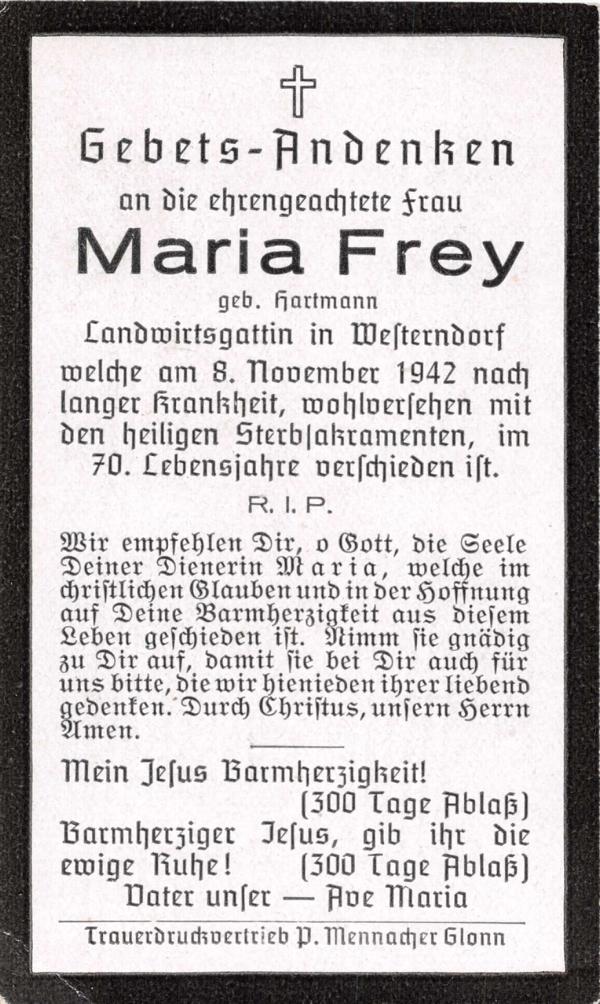 Gebets-Andenken
an die ehrengeachtete Frau
Maria Frey
geb. Hartmann
Landwirtsgattin in Westerndorf
welche am 8. November 1942 nach
langer Krankheit, wohlversehen mit
den heiligen Sterbsakramenten, im
70. Lebensjahre verschieden ist.
R. I. P.
Wir empfehlen Dir, o Gott, die Seele
Deiner Dienerin Maria, welche im
christlichen Glauben und in der Hoffnung
auf Deine Barmherzigkeit aus diesem
Leben geschieden ist. Nimm sie gnädig
zu Dir auf, damit sie bei Dir auch für
uns bitte, die wir hienieden ihrer liebend
gedenken. Durch Christus, unsern Herrn
Amen.
Mein Jesus Barmherzigkeit!
(300 Tage Ablaß)
Barmherziger Jesus, gib ihr die
ewige Ruhe! (300 Tage Ablaß)
Vater unser — Ave Maria
Trauerdruckvertrieb P. Mennacher Glonn